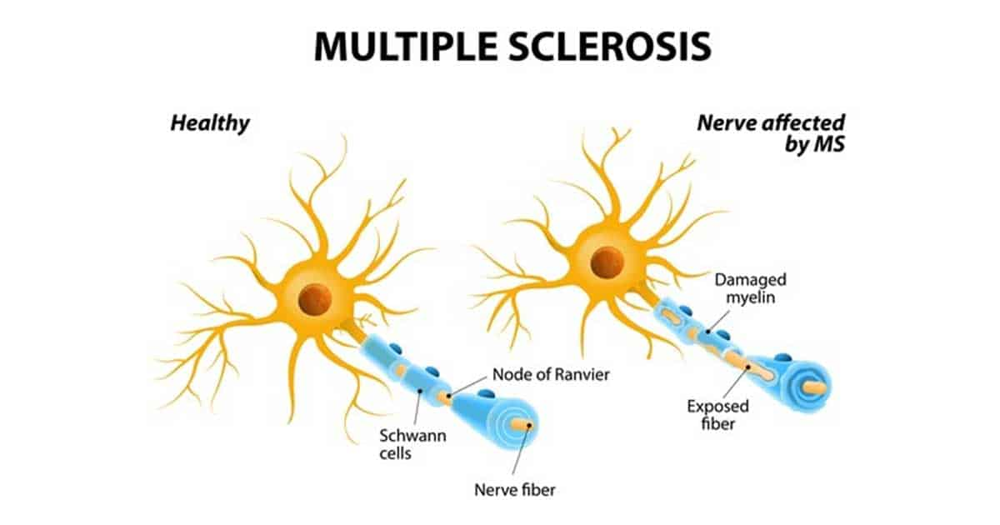 MULTIPLE SCLEROSIS
Healthy
Nerve affected
by MS
Damaged
myelin
Node of Ranvier
Exposed
fiber
Schwann
cells
Nerve fiber